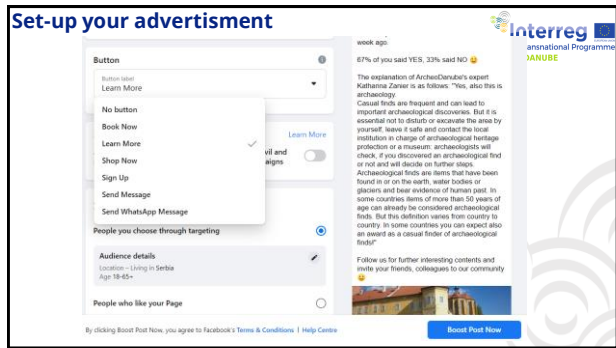 Set-up your advertisment
Interreg
ansnational Programme
DANUBE
Button
Button label
Learn More
No button
Book Now
Learn More
Shop Now
Sign Up
Send Message
Send WhatsApp Message
Learn More
vil and
aigns
People you choose through targeting
Audience details
Location – Living in Serbia
Age 18-65+
People who like your Page
week ago.
67% of you said YES, 33% said NO 😉
The explanation of ArcheoDanube's expert
Katharina Zanier is as follows: "Yes, also this is
archaeology.
Casual finds are frequent and can lead to
important archaeological discoveries. But it is
essential not to disturb or excavate the area by
yourself, leave it safe and contact the local
institution in charge of archaeological heritage
protection or a museum: archaeologists will
check, if you discovered an archaeological find
or not and will decide on further steps.
Archaeological finds are items that have been
found in or on the earth, water bodies or
glaciers and bear evidence of human past. In
some countries items of more than 50 years of
age can already be considered archaeological
finds. But this definition varies from country to
country. In some countries you can expect also
an award as a casual finder of archaeological
finds!"
Follow us for further interesting contents and
invite your friends, colleagues to our community
😉
By clicking Boost Post Now, you agree to Facebook's Terms & Conditions | Help Centre
Boost Post Now